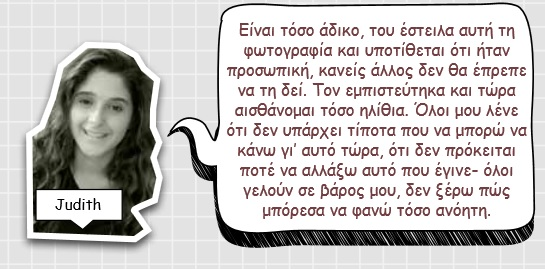 Είναι τόσο άδικο, του έστειλα αυτή τη
φωτογραφία και υποτίθεται ότι ήταν
προσωπική, κανείς άλλος δεν θα έπρεπε
να τη δεί. Τον εμπιστεύτηκα και τώρα
αισθάνομαι τόσο ηλίθια. Όλοι μου λένε
ότι δεν υπάρχει τίποτα που να μπορώ να
κάνω γι' αυτό τώρα, ότι δεν πρόκειται
ποτέ να αλλάξω αυτό που έγινε- όλοι
γελούν σε βάρος μου, δεν ξέρω πώς
μπόρεσα να φανώ τόσο ανόητη.
Judith